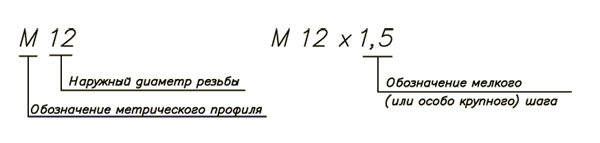 М 12
М 12 х 1,5
Наружный диаметр резьбы
Обозначение метрического профиля
Обозначение мелкого
(или особо крупного) шага